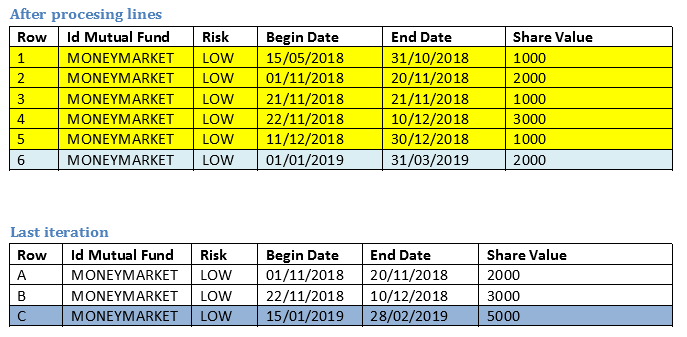 After procesing lines
Row Id Mutual Fund Risk Begin Date End Date Share Value
1 MONEYMARKET LOW 15/05/2018 31/10/2018 1000
2 MONEYMARKET LOW 01/11/2018 20/11/2018 2000
3 MONEYMARKET LOW 21/11/2018 21/11/2018 1000
4 MONEYMARKET LOW 22/11/2018 10/12/2018 3000
5 MONEYMARKET LOW 11/12/2018 30/12/2018 1000
6 MONEYMARKET LOW 01/01/2019 31/03/2019 2000
Last iteration
Row Id Mutual Fund Risk Begin Date End Date Share Value
A MONEYMARKET LOW 01/11/2018 20/11/2018 2000
B MONEYMARKET LOW 22/11/2018 10/12/2018 3000
C MONEYMARKET LOW 15/01/2019 28/02/2019 5000